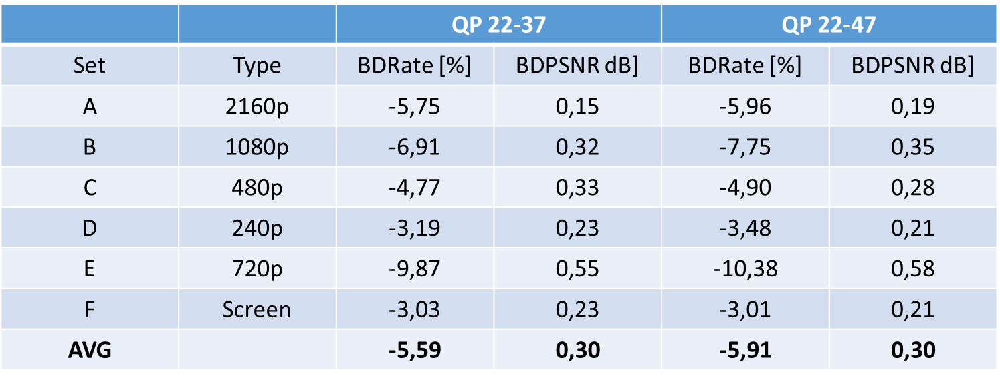 QP 22-37 QP 22-47
Set Type BDRate [%] BDPSNR dB] BDRate [%] BDPSNR dB]
A 2160p -5,75 0,15 -5,96 0,19
B 1080p -6,91 0,32 -7,75 0,35
C 480p -4,77 0,33 -4,90 0,28
D 240p -3,19 0,23 -3,48 0,21
E 720p -9,87 0,55 -10,38 0,58
F Screen -3,03 0,23 -3,01 0,21
AVG -5,59 0,30 -5,91 0,30